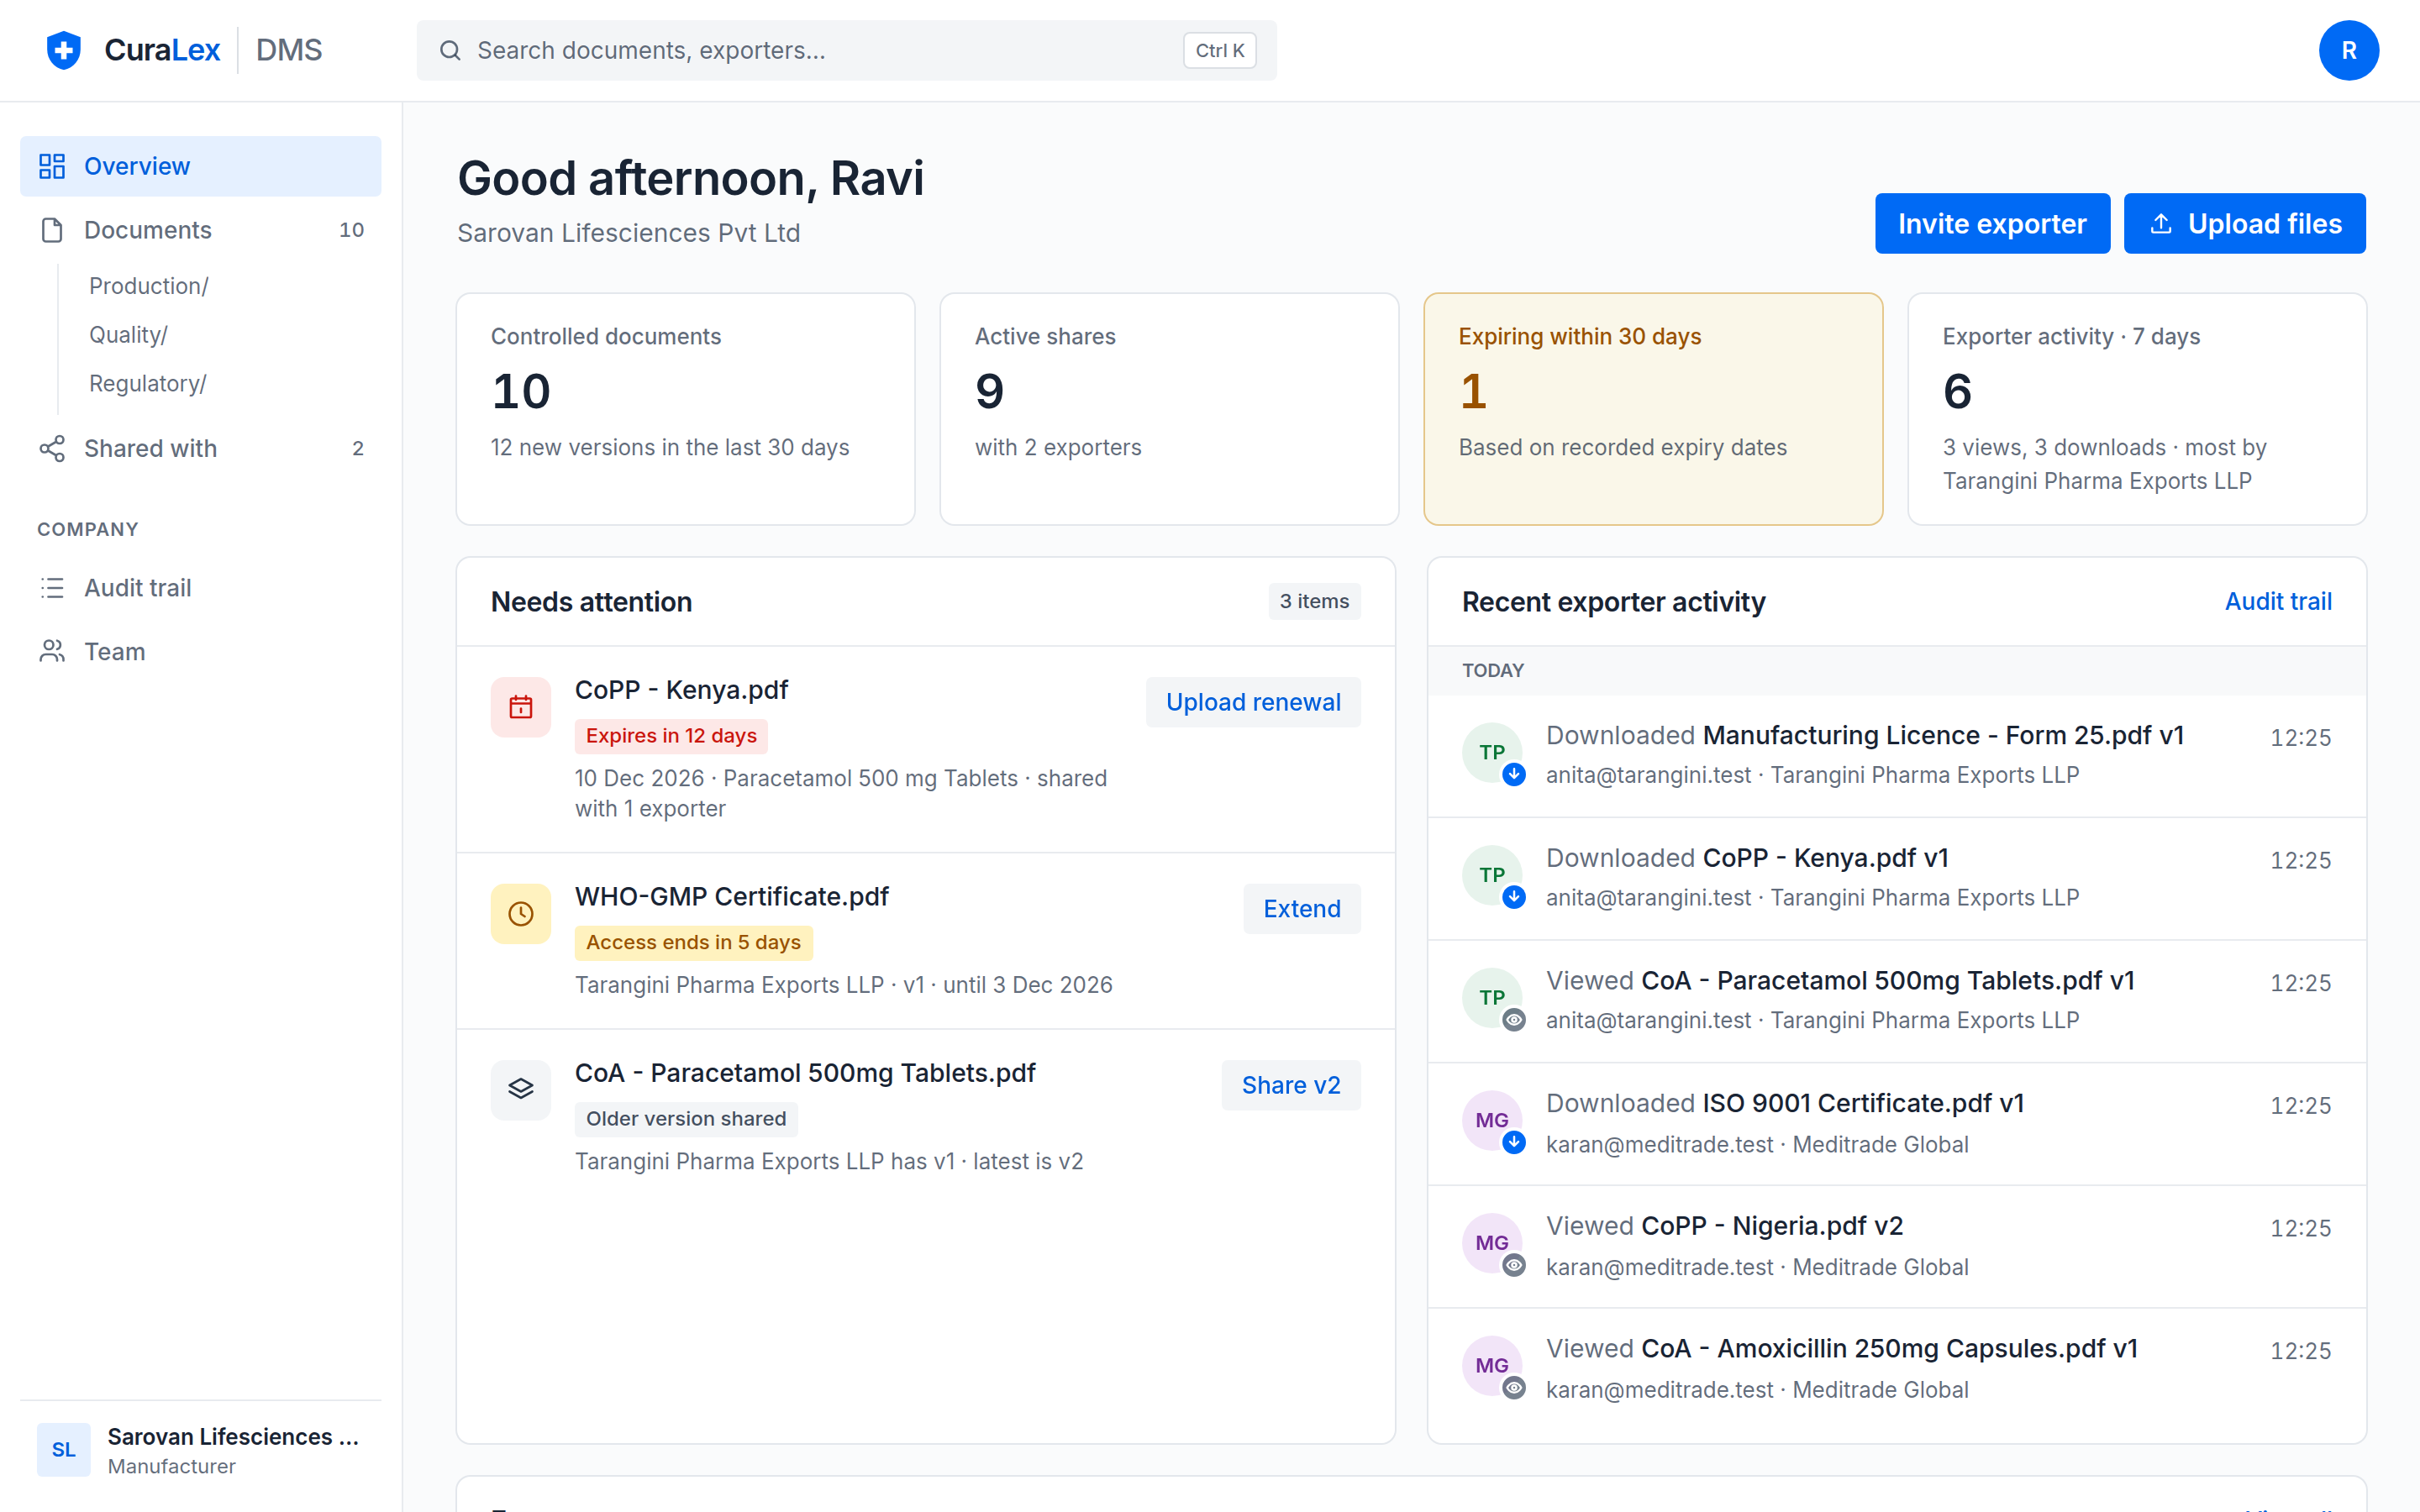 CuraLex DMS
Search documents, exporters...
Ctrl K
R
Overview
Documents 10
Production/
Quality/
Regulatory/
Shared with 2
COMPANY
Audit trail
Team
SL
Sarovan Lifesciences ...
Manufacturer
Good afternoon, Ravi
Sarovan Lifesciences Pvt Ltd
Invite exporter
Upload files
Controlled documents
10
12 new versions in the last 30 days
Active shares
9
with 2 exporters
Expiring within 30 days
1
Based on recorded expiry dates
Exporter activity · 7 days
6
3 views, 3 downloads · most by
Tarangini Pharma Exports LLP
Needs attention
3 items
CoPP - Kenya.pdf
Upload renewal
Expires in 12 days
10 Dec 2026 · Paracetamol 500 mg Tablets · shared
with 1 exporter
WHO-GMP Certificate.pdf
Extend
Access ends in 5 days
Tarangini Pharma Exports LLP · v1 · until 3 Dec 2026
CoA - Paracetamol 500mg Tablets.pdf
Share v2
Older version shared
Tarangini Pharma Exports LLP has v1 · latest is v2
Recent exporter activity
Audit trail
TODAY
TP
Downloaded Manufacturing Licence - Form 25.pdf v1
12:25
anita@tarangini.test · Tarangini Pharma Exports LLP
TP
Downloaded CoPP - Kenya.pdf v1
12:25
anita@tarangini.test · Tarangini Pharma Exports LLP
TP
Viewed CoA - Paracetamol 500mg Tablets.pdf v1
12:25
anita@tarangini.test · Tarangini Pharma Exports LLP
MG
Downloaded ISO 9001 Certificate.pdf v1
12:25
karan@meditrade.test · Meditrade Global
MG
Viewed CoPP - Nigeria.pdf v2
12:25
karan@meditrade.test · Meditrade Global
MG
Viewed CoA - Amoxicillin 250mg Capsules.pdf v1
12:25
karan@meditrade.test · Meditrade Global